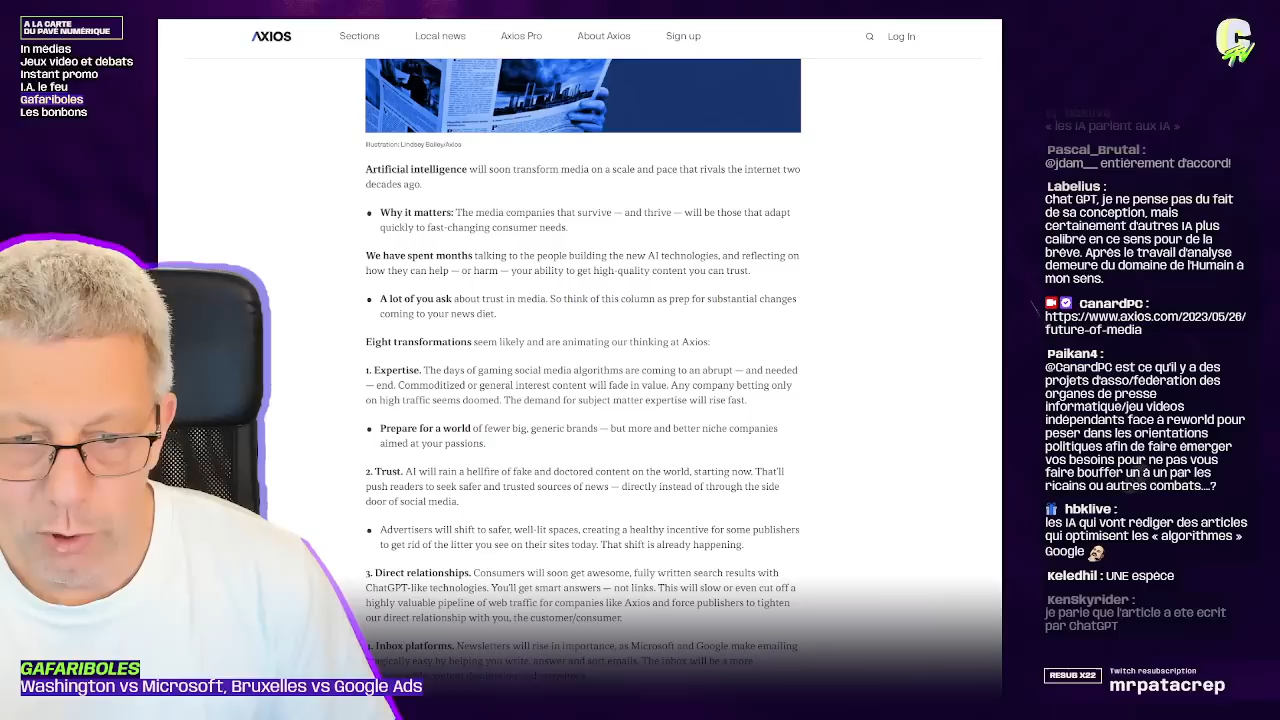 A LA CARTE
DU PAVÉ NUMÉRIQUE
In médias
Jeux vidéo et débats
Instant promo
I.A. le feu
Gafariboles
Les bonbons
AXIOS
Sections
Local news
Axios Pro
About Axios
Sign up
Log In
Illustration: Lindsey Bailey/Axios
Artificial intelligence will soon transform media on a scale and pace that rivals the internet two
decades ago.
Why it matters: The media companies that survive — and thrive — will be those that adapt
quickly to fast-changing consumer needs.
We have spent months talking to the people building the new AI technologies, and reflecting on
how they can help — or harm — your ability to get high-quality content you can trust.
A lot of you ask about trust in media. So think of this column as prep for substantial changes
coming to your news diet.
Eight transformations seem likely and are animating our thinking at Axios:
1. Expertise. The days of gaming social media algorithms are coming to an abrupt — and needed
— end. Commoditized or general interest content will fade in value. Any company betting only
on high traffic seems doomed. The demand for subject matter expertise will rise fast.
Prepare for a world of fewer big, generic brands — but more and better niche companies
aimed at your passions.
2. Trust. AI will rain a hellfire of fake and doctored content on the world, starting now. That'll
push readers to seek safer and trusted sources of news — directly instead of through the side
door of social media.
Advertisers will shift to safer, well-lit spaces, creating a healthy incentive for some publishers
to get rid of the litter you see on their sites today. That shift is already happening.
3. Direct relationships. Consumers will soon get awesome, fully written search results with
ChatGPT-like technologies. You'll get smart answers — not links. This will slow or even cut off a
highly valuable pipeline of web traffic for companies like Axios and force publishers to tighten
our direct relationship with you, the customer/consumer.
4. Inbox platforms. Newsletters will rise in importance, as Microsoft and Google make emailing
magically easy by helping you write, answer and sort emails. The inbox will be a more
« les IA parlent aux IA »
Pascal_Brutal :
@jdam__ entièrement d'accord!
Labelius :
Chat GPT, je ne pense pas du fait
de sa conception, mais
certainement d'autres IA plus
calibré en ce sens pour de la
brève. Après le travail d'analyse
demeure du domaine de l'Humain à
mon sens.
CanardPC :
https://www.axios.com/2023/05/26/
future-of-media
Paikan4 :
@CanardPC est ce qu'il y a des
projets d'asso/fédération des
organes de presse
informatique/jeu vidéos
indépendants face à reworld pour
peser dans les orientations
politiques afin de faire émerger
vos besoins pour ne pas vous
faire bouffer un à un par les
ricains ou autres combats...?
hbklive :
les IA qui vont rédiger des articles
qui optimisent les « algorithmes »
Google
Keledhil : UNE espèce
Kenskyrider :
je parie que l'article a ete ecrit
par ChatGPT
GAFARIBOLES
Washington vs Microsoft, Bruxelles vs Google Ads
RESUB X22
Twitch resubscription
mrpatacrep